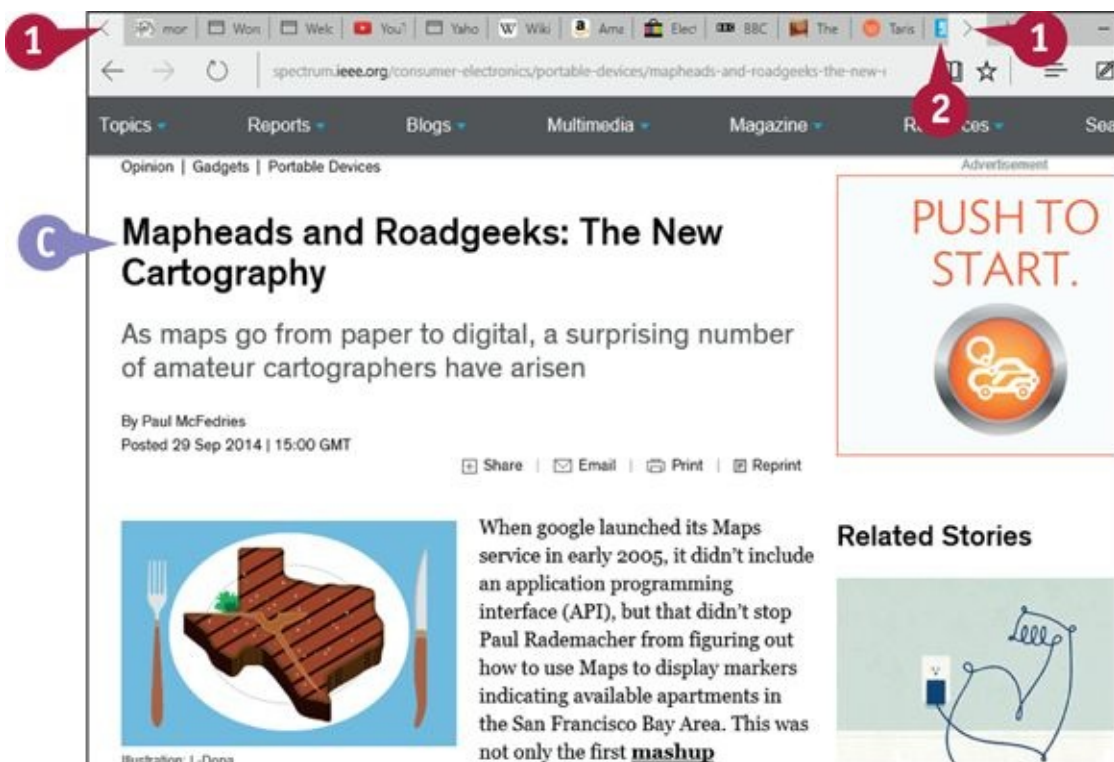 1
mor Won Welc You Yaho W Wiki a Ama Elect BBC BBC The Taris
1
2
spectrum.ieee.org/consumer-electronics/portable-devices/mapheads-and-roadgeeks-the-new-
Topics Reports Blogs Multimedia Magazine
Opinion | Gadgets | Portable Devices
Advertisement
C
Mapheads and Roadgeeks: The New
Cartography
PUSH TO
START.
As maps go from paper to digital, a surprising number
of amateur cartographers have arisen
By Paul McFedries
Posted 29 Sep 2014 | 15:00 GMT
Share | Email | Print | Reprint
When google launched its Maps
service in early 2005, it didn't include
an application programming
interface (API), but that didn't stop
Paul Rademacher from figuring out
how to use Maps to display markers
indicating available apartments in
the San Francisco Bay Area. This was
not only the first mashup
Related Stories